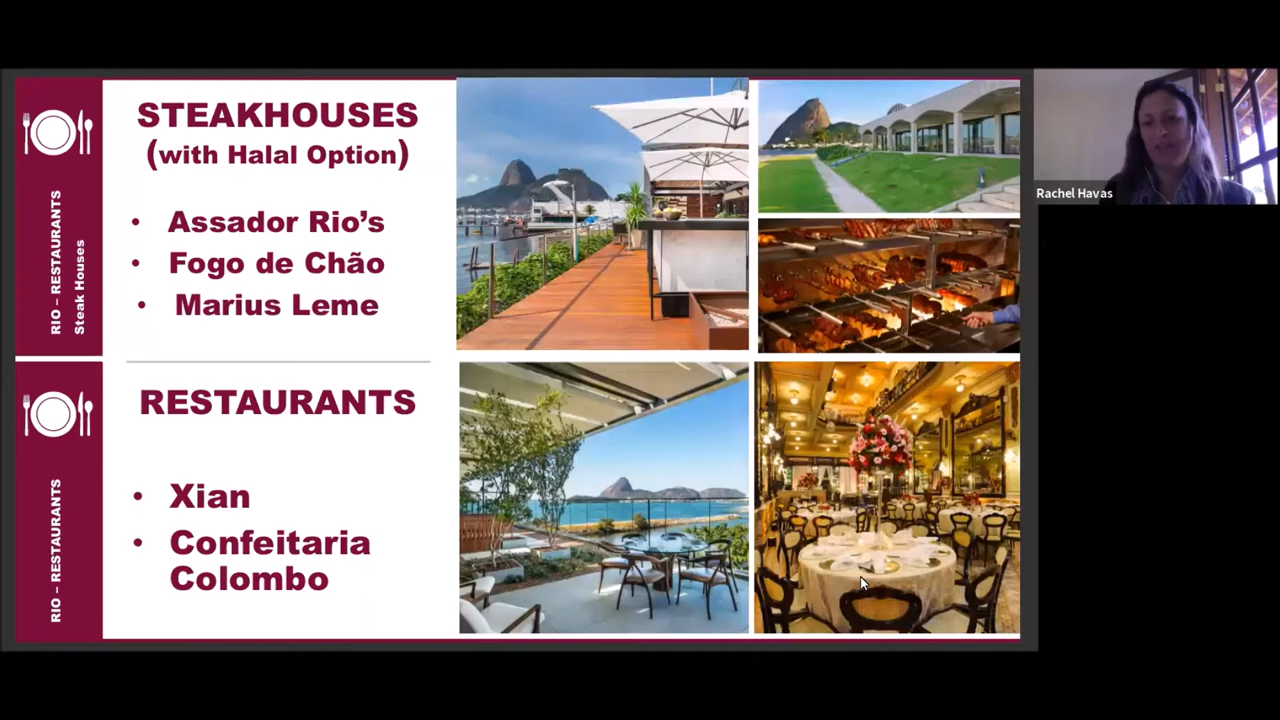 STEAKHOUSES
(with Halal Option)
• Assador Rio’s
• Fogo de Chão
• Marius Leme
RIO – RESTAURANTS
Steak Houses
RESTAURANTS
• Xian
• Confeitaria
Colombo
RIO – RESTAURANTS
Rachel Havas